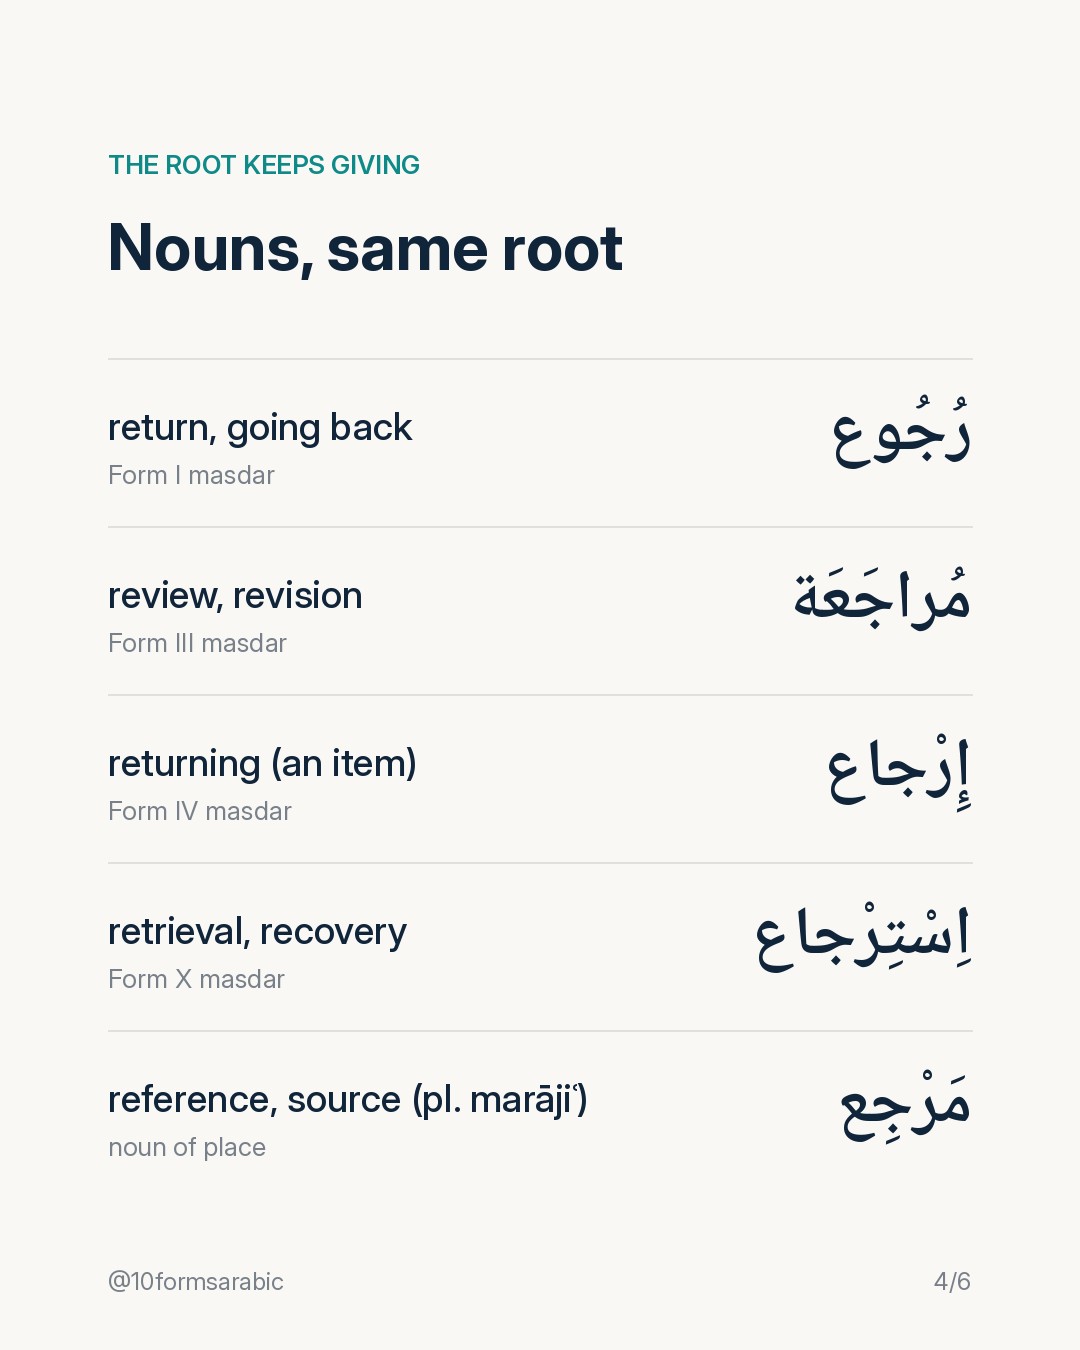 THE ROOT KEEPS GIVING
Nouns, same root
return, going back
رُجُوع
Form I masdar
review, revision
مُراجَعَة
Form III masdar
returning (an item)
إِرْجاع
Form IV masdar
retrieval, recovery
اِسْتِرْجاع
Form X masdar
reference, source (pl. marājiʿ)
مَرْجِع
noun of place
@10formsarabic
4/6